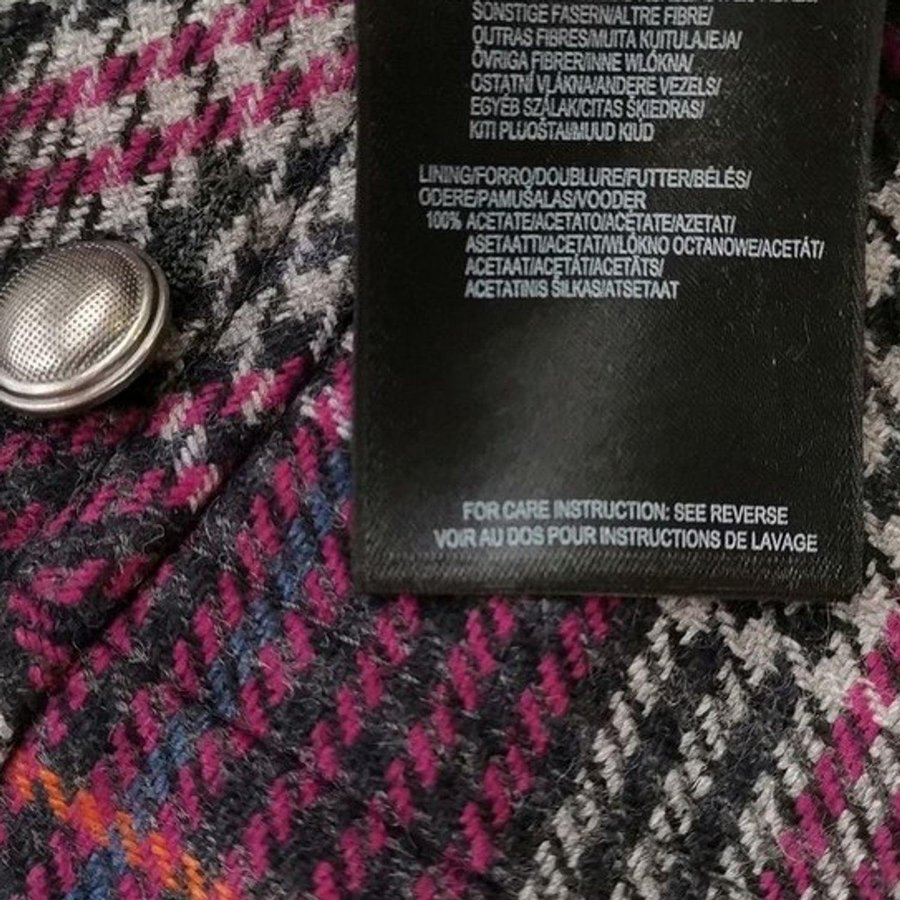 SONSTIGE FASERN/ALTRE FIBRE/
OUTRAS FIBRES/MUITA KUITULAJEJA/
ÖVRIGA FIBRER/INNE WLÓKNA/
OSTATNÍ VLÁKNA/ANDERE VEZELS/
EGYÉB SZÁLAK/CITAS ŠĶIEDRAS/
KITI PLUOŠTAI/MUUD KIUD
LINING/FORRO/DOUBLURE/FUTTER/BÉLÉS/
ODERE/PAMUŠALAS/VOODER
100% ACETATE/ACETATO/ACÉTATE/AZETAT/
ASETAATTI/ACETAT/WLÓKNO OCTANOWE/ACETÁT/
ACETAAT/ACETÁT/ACETĀTS/
ACETATINIS ŠILKAS/ATSETAAT
FOR CARE INSTRUCTION: SEE REVERSE
VOIR AU DOS POUR INSTRUCTIONS DE LAVAGE